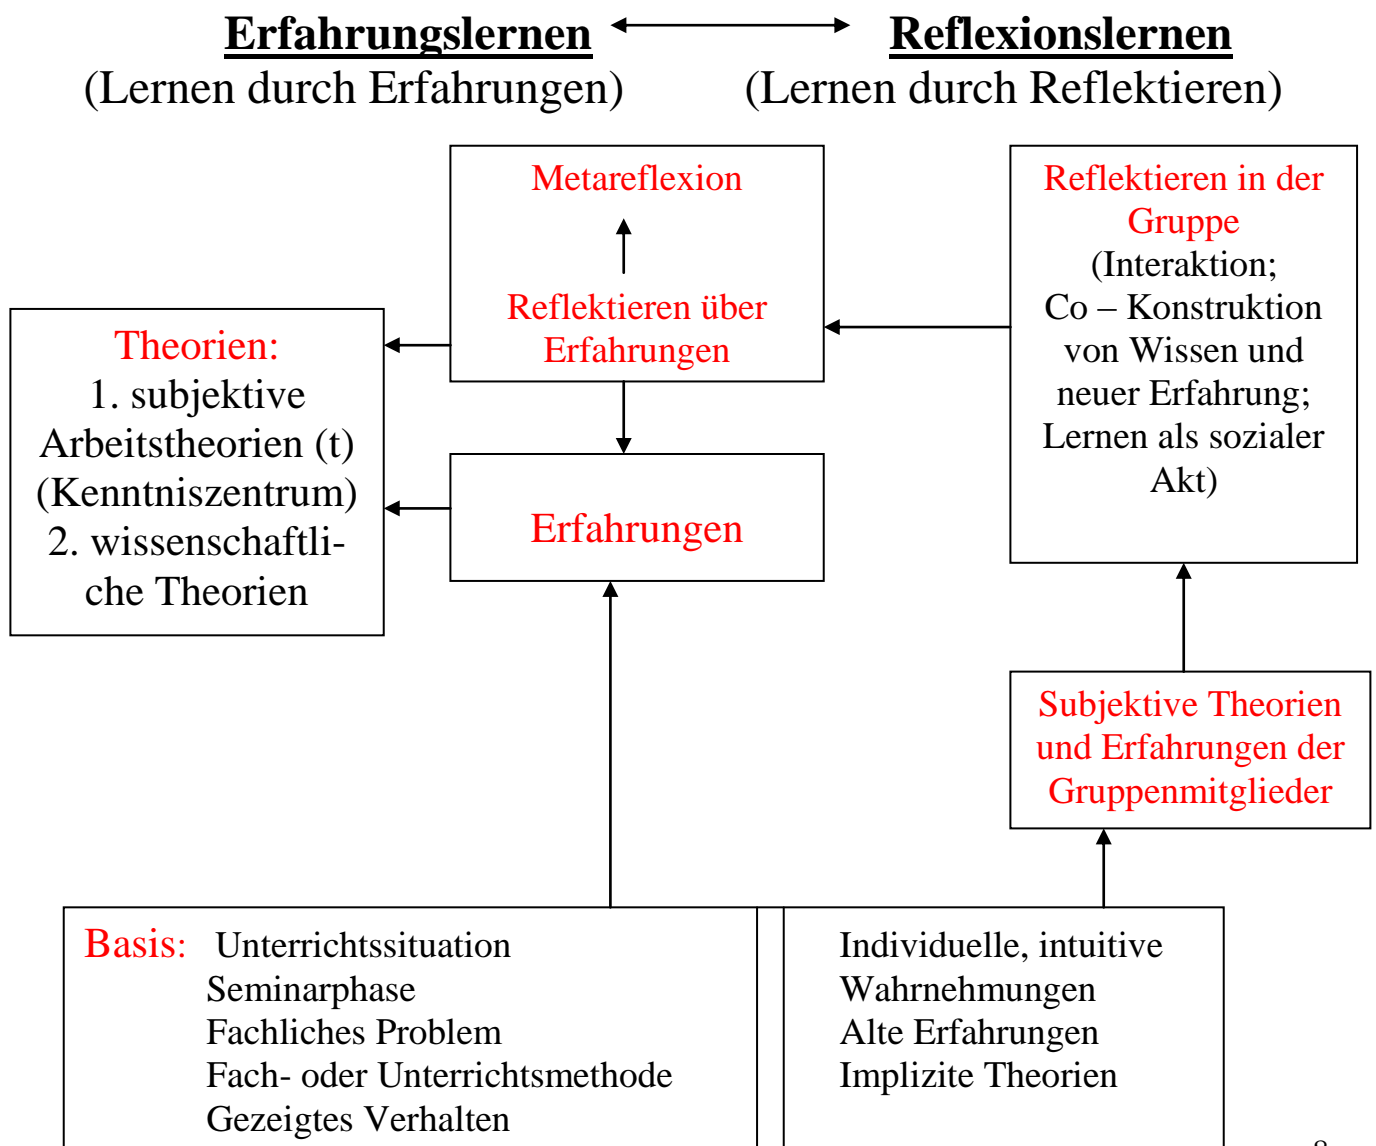 Erfahrungslernen
Reflexionslernen
(Lernen durch Erfahrungen)
(Lernen durch Reflektieren)
Metareflexion
Reflektieren über
Erfahrungen
Reflektieren in der
Gruppe
(Interaktion;
Co – Konstruktion
von Wissen und
neuer Erfahrung;
Lernen als sozialer
Akt)
Theorien:
1. subjektive
Arbeitstheorien (t)
(Kenntniszentrum)
2. wissenschaftli-
che Theorien
Erfahrungen
Subjektive Theorien
und Erfahrungen der
Gruppenmitglieder
Basis: Unterrichtssituation
Seminarphase
Fachliches Problem
Fach- oder Unterrichtsmethode
Gezeigtes Verhalten
Individuelle, intuitive
Wahrnehmungen
Alte Erfahrungen
Implizite Theorien